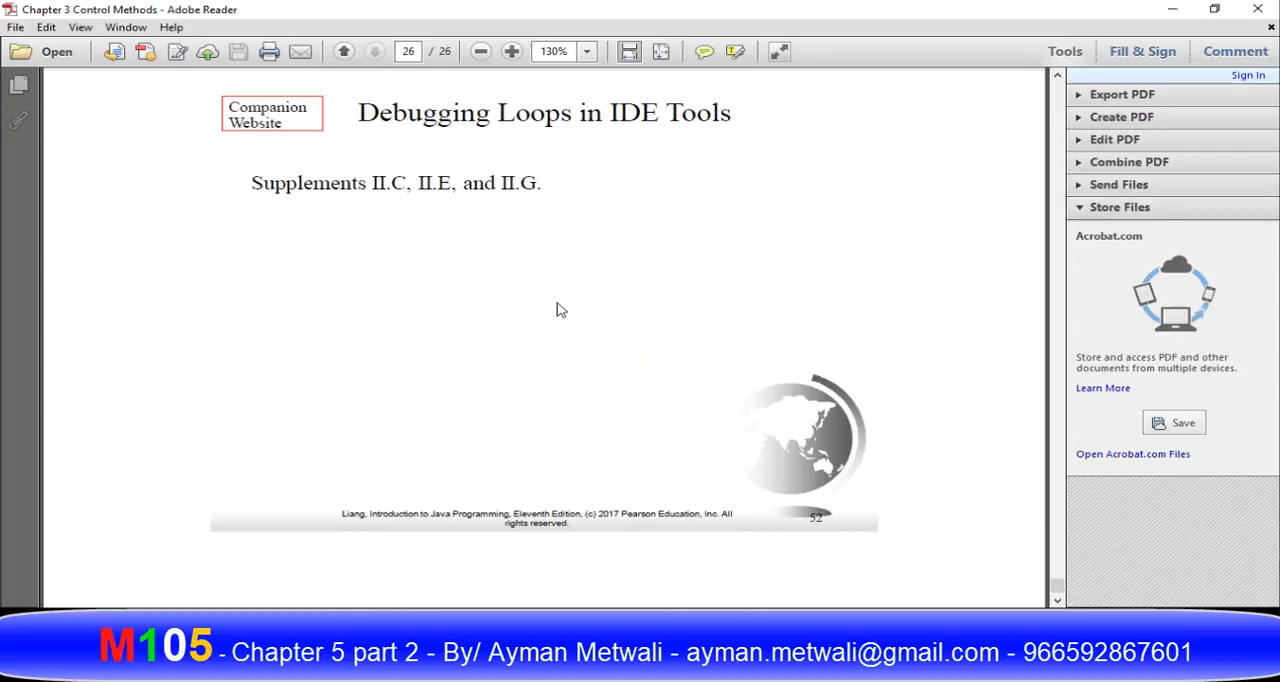 Chapter 3 Control Methods - Adobe Reader
File Edit View Window Help
Open 26 / 26 130% Tools Fill & Sign Comment
Sign In
Export PDF
Create PDF
Edit PDF
Combine PDF
Send Files
Store Files
Acrobat.com
Store and access PDF and other
documents from multiple devices.
Learn More
Save
Open Acrobat.com Files
Companion
Website
Debugging Loops in IDE Tools
Supplements II.C, II.E, and II.G.
Liang, Introduction to Java Programming, Eleventh Edition, (c) 2017 Pearson Education, Inc. All
rights reserved.
52
M105 - Chapter 5 part 2 - By/ Ayman Metwali - ayman.metwali@gmail.com - 966592867601